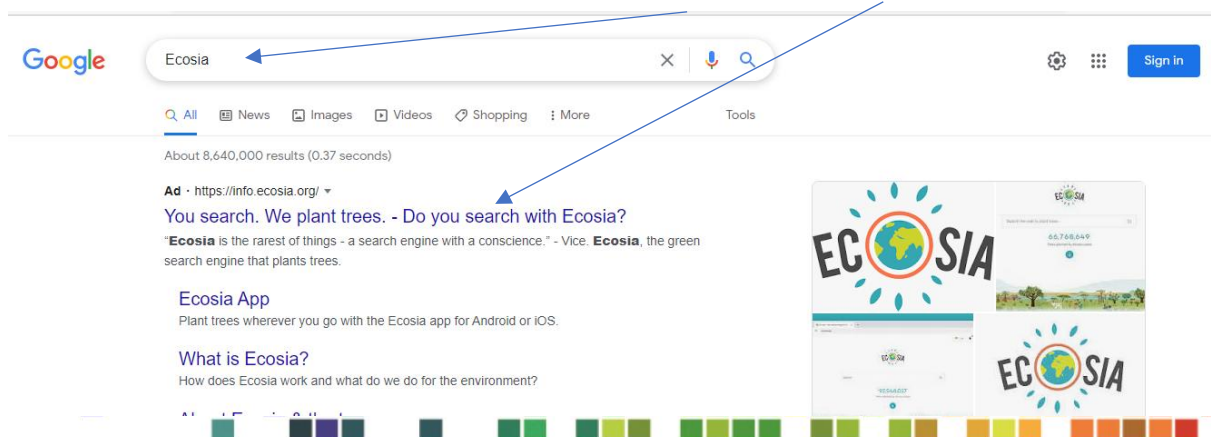 Google
Ecosia
Sign in
All News Images Videos Shopping More Tools
About 8,640,000 results (0.37 seconds)
Ad · https://info.ecosia.org/
You search. We plant trees. - Do you search with Ecosia?
"Ecosia is the rarest of things - a search engine with a conscience." - Vice. Ecosia, the green
search engine that plants trees.
Ecosia App
Plant trees wherever you go with the Ecosia app for Android or iOS.
What is Ecosia?
How does Ecosia work and what do we do for the environment?
ECOSIA
ECOSIA
66,768,649
ECOSIA
ECOSIA